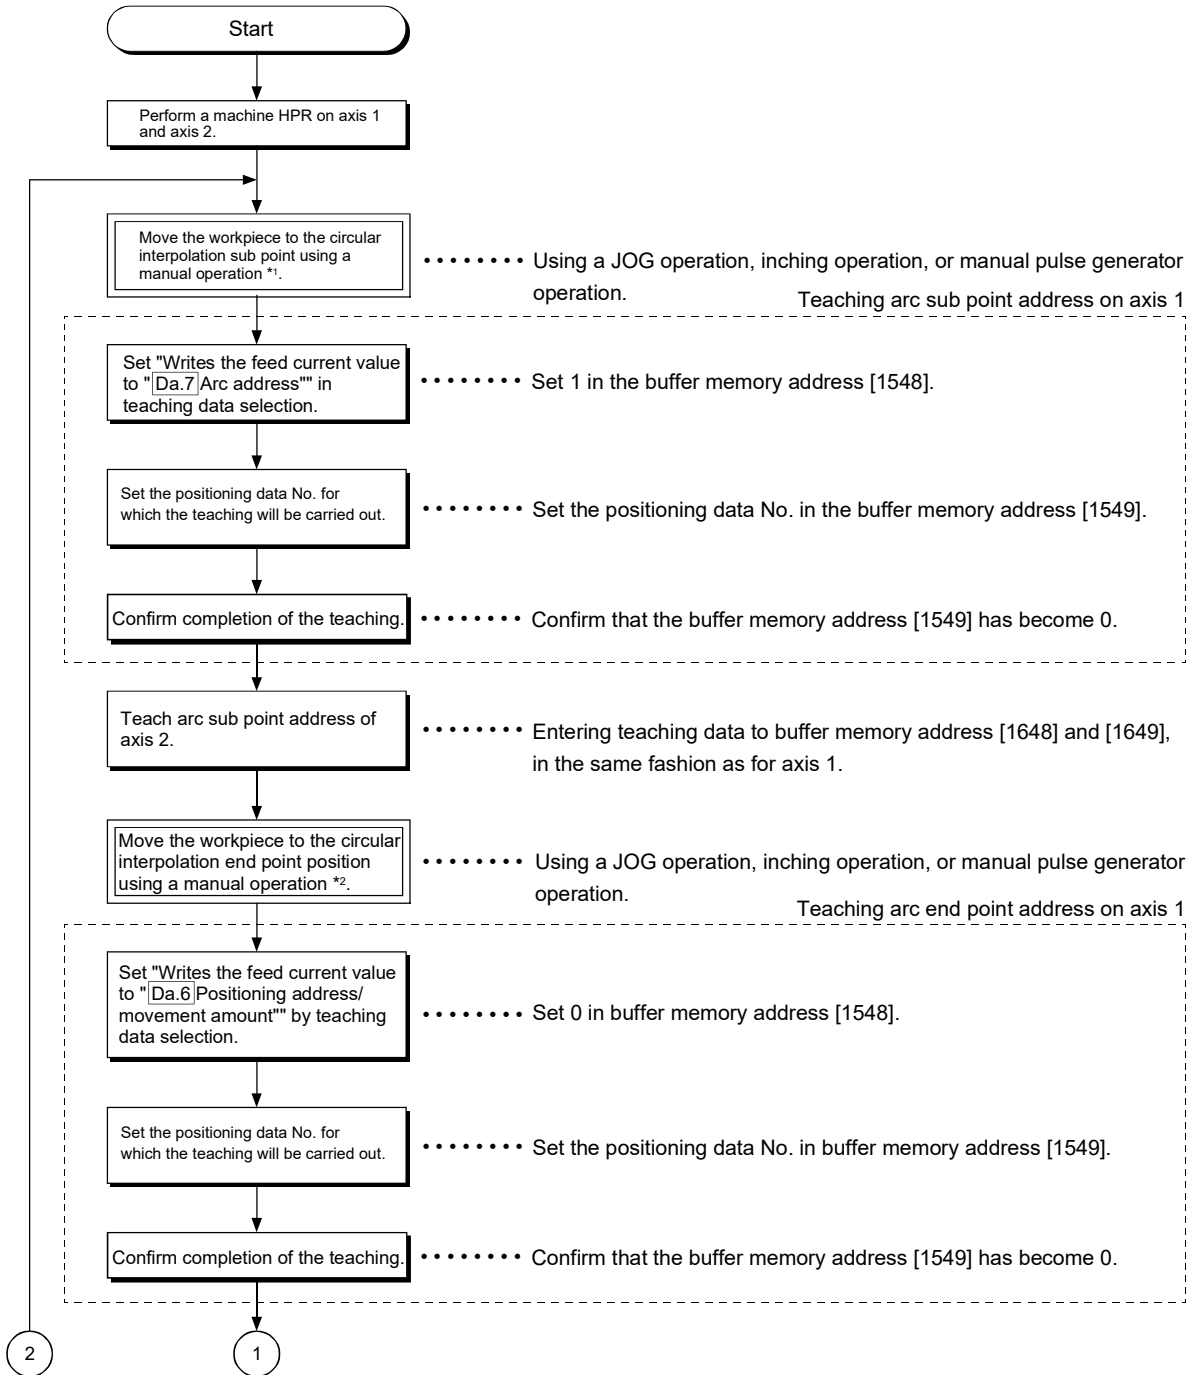 Start
Perform a machine HPR on axis 1
and axis 2.
Move the workpiece to the circular
interpolation sub point using a
manual operation *1.
•••••••• Using a JOG operation, inching operation, or manual pulse generator
operation.
Teaching arc sub point address on axis 1
Set "Writes the feed current value
to " Da.7 Arc address"" in
teaching data selection.
•••••••• Set 1 in the buffer memory address [1548].
Set the positioning data No. for
which the teaching will be carried out.
•••••••• Set the positioning data No. in the buffer memory address [1549].
Confirm completion of the teaching.
•••••••• Confirm that the buffer memory address [1549] has become 0.
Teach arc sub point address of
axis 2.
•••••••• Entering teaching data to buffer memory address [1648] and [1649],
in the same fashion as for axis 1.
Move the workpiece to the circular
interpolation end point position
using a manual operation *2.
•••••••• Using a JOG operation, inching operation, or manual pulse generator
operation.
Teaching arc end point address on axis 1
Set "Writes the feed current value
to " Da.6 Positioning address/
movement amount"" by teaching
data selection.
•••••••• Set 0 in buffer memory address [1548].
Set the positioning data No. for
which the teaching will be carried out.
•••••••• Set the positioning data No. in buffer memory address [1549].
Confirm completion of the teaching.
•••••••• Confirm that the buffer memory address [1549] has become 0.
2
1